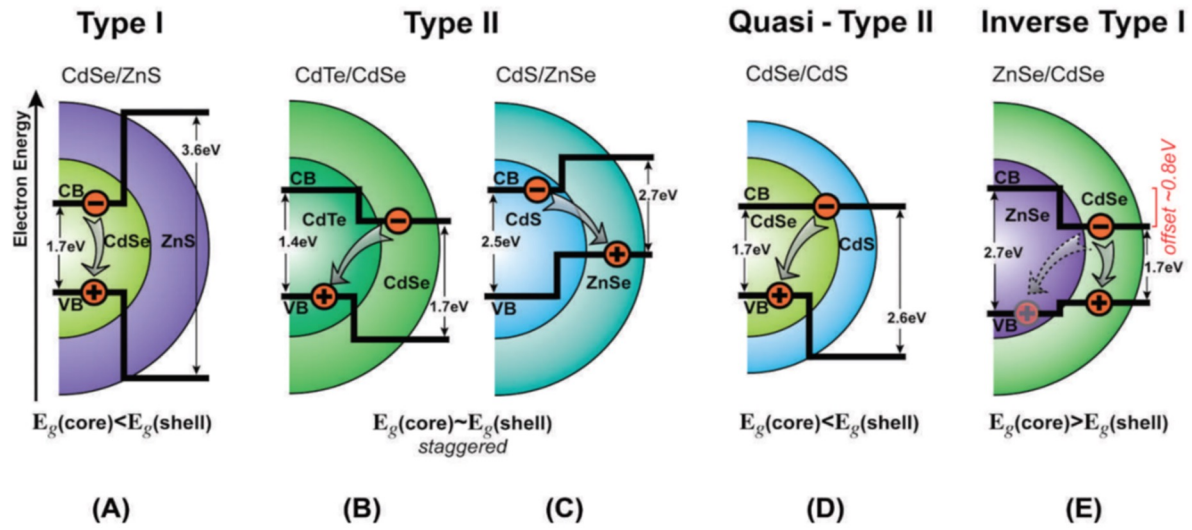 Type I
Type II
Quasi - Type II
Inverse Type I
CdSe/ZnS
CdTe/CdSe
CdS/ZnSe
CdSe/CdS
ZnSe/CdSe
Electron Energy
CB
1.7eV
CdSe
ZnS
3.6eV
VB
E𝑔(core)<E𝑔(shell)
(A)
CB
CdTe
1.4eV
CdSe
1.7eV
VB
(B)
CB
CdS
2.5eV
2.7eV
ZnSe
VB
E𝑔(core)~E𝑔(shell)
staggered
(C)
CB
CdSe
1.7eV
CdS
2.6eV
VB
E𝑔(core)<E𝑔(shell)
(D)
CB
CdSe
ZnSe
2.7eV
1.7eV
offset ~0.8eV
VB
E𝑔(core)>E𝑔(shell)
(E)